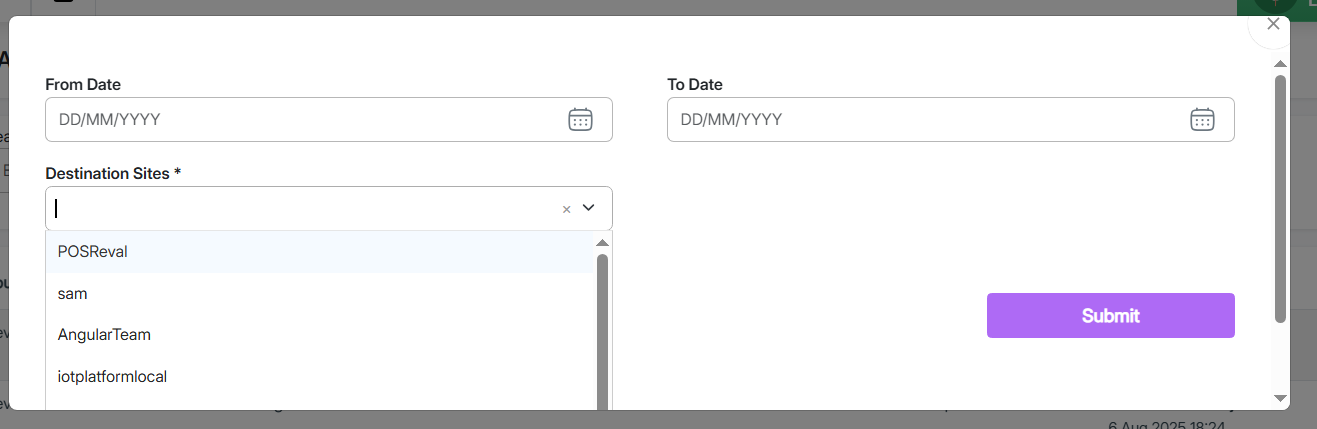 From Date
To Date
DD/MM/YYYY
DD/MM/YYYY
Destination Sites *
POSReval
sam
AngularTeam
iotplatformlocal
Submit
6 Aug 2025 18:24